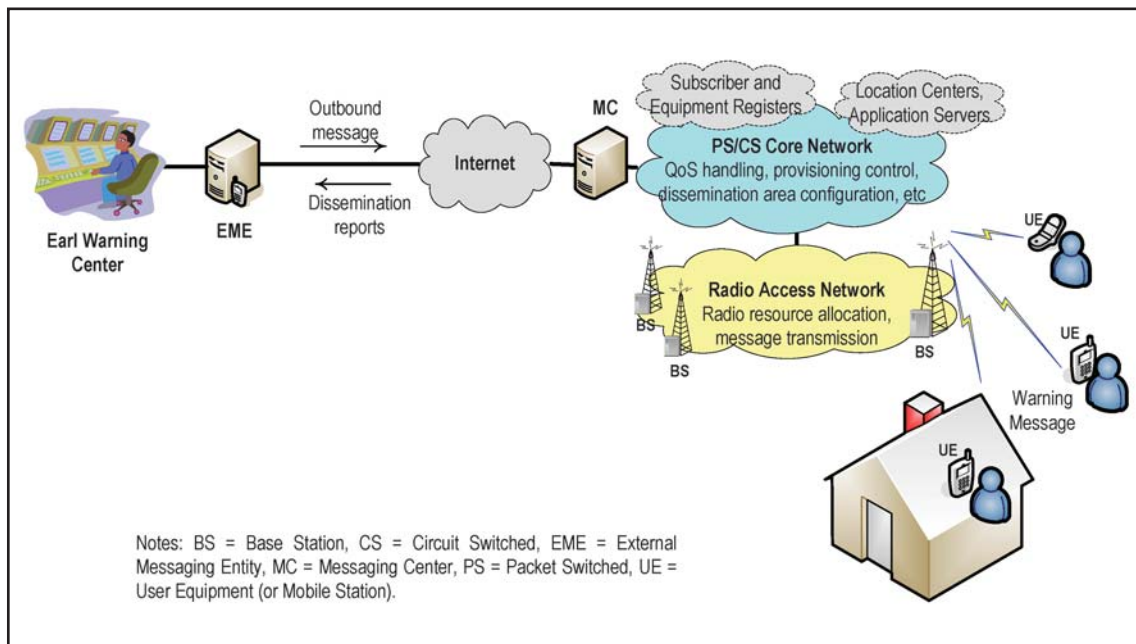 Subscriber and
Equipment Registers
Location Centers,
Application Servers
MC
PS/CS Core Network
QoS handling, provisioning control,
dissemination area configuration, etc
Outbound
message
Internet
Dissemination
reports
EME
Earl Warning
Center
UE
Radio Access Network
Radio resource allocation,
message transmission
BS
BS
BS
UE
Warning
Message
UE
Notes: BS = Base Station, CS = Circuit Switched, EME = External
Messaging Entity, MC = Messaging Center, PS = Packet Switched, UE =
User Equipment (or Mobile Station).